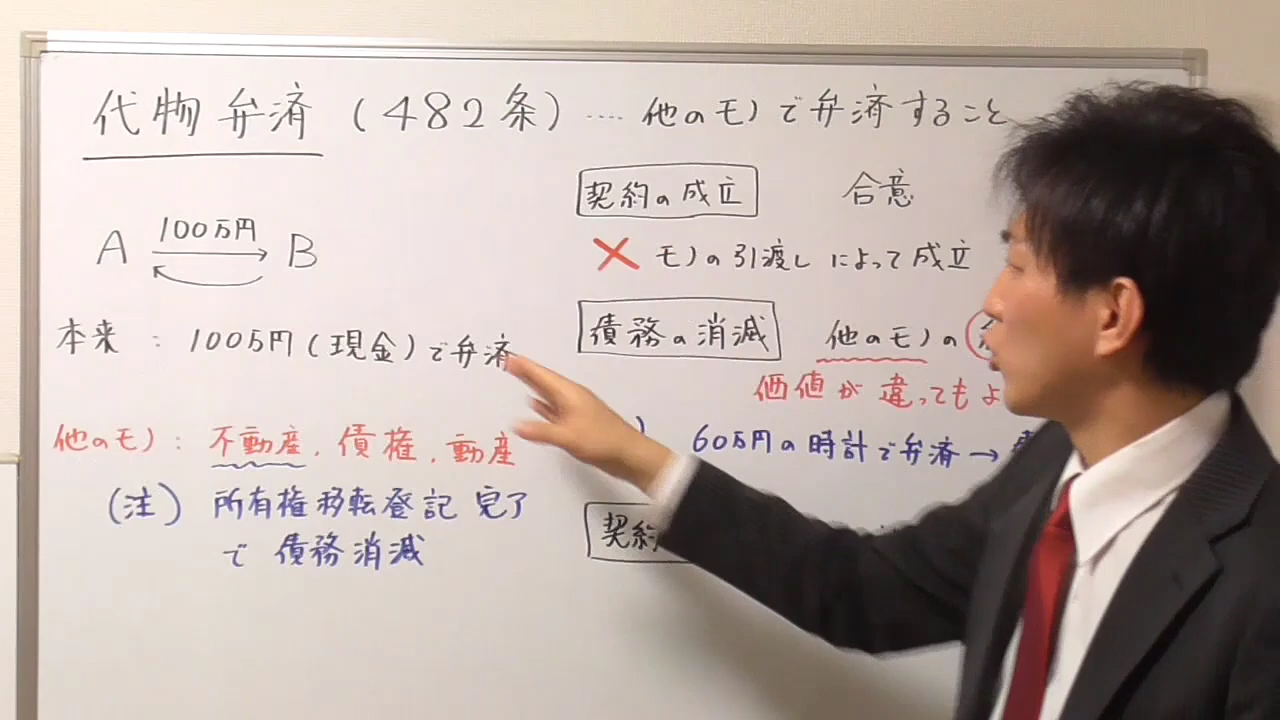 代物弁済(482条) …. 他のモノで弁済すること
契約の成立 合意
100万円
A B
× モノの引渡しによって成立
本来 : 100万円(現金)で弁済
債務の消滅 他のモノの
価値が違ってもよ
他のモノ : 不動産, 債権, 動産
60万円の時計で弁済→
(注) 所有権移転登記 完了
で 債務消滅
契約